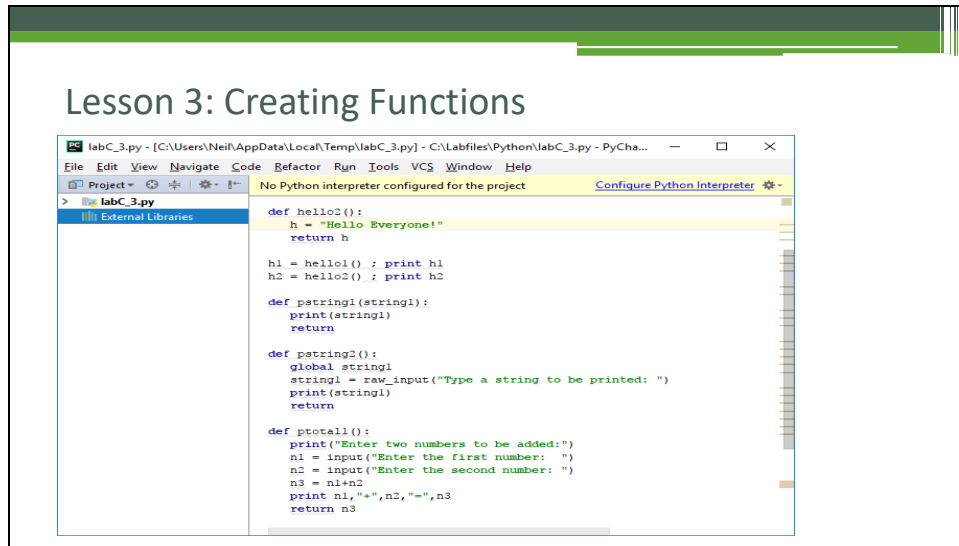 Lesson 3: Creating Functions
PC labC_3.py - [C:\Users\Neil\AppData\Local\Temp\labC_3.py] - C:\Labfiles\Python\labC_3.py - PyCha...
File Edit View Navigate Code Refactor Run Tools VCS Window Help
Project
No Python interpreter configured for the project Configure Python Interpreter
> labC_3.py
External Libraries
def hello2():
h = "Hello Everyone!"
return h
h1 = hello1() ; print h1
h2 = hello2() ; print h2
def pstring1(string1):
print(string1)
return
def pstring2():
global string1
string1 = raw_input("Type a string to be printed: ")
print(string1)
return
def ptotal1():
print("Enter two numbers to be added:")
n1 = input("Enter the first number:  ")
n2 = input("Enter the second number: ")
n3 = n1+n2
print n1,"+",n2,"=",n3
return n3